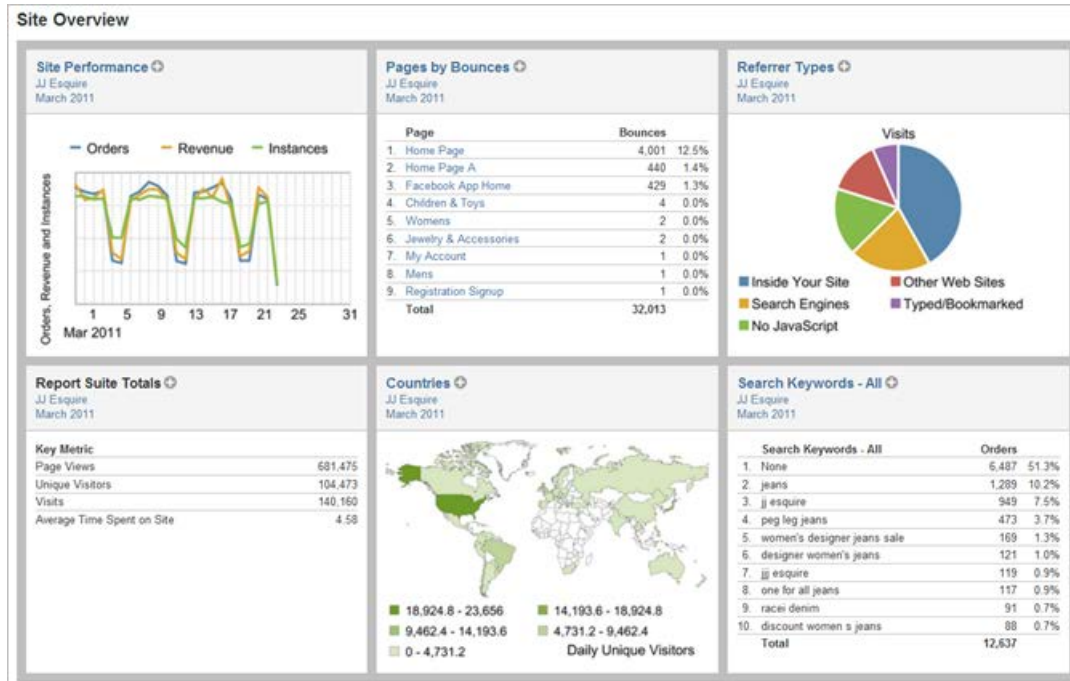 Site Overview
Site Performance
JJ Esquire
March 2011
Orders Revenue Instances
Orders, Revenue and Instances
1 5 9 13 17 21 25 31
Mar 2011
Pages by Bounces
JJ Esquire
March 2011
Page Bounces
1. Home Page 4,001 12.5%
2. Home Page A 440 1.4%
3. Facebook App Home 429 1.3%
4. Children & Toys 4 0.0%
5. Womens 2 0.0%
6. Jewelry & Accessories 2 0.0%
7. My Account 1 0.0%
8. Mens 1 0.0%
9. Registration Signup 1 0.0%
Total 32,013
Referrer Types
JJ Esquire
March 2011
Visits
Inside Your Site Other Web Sites
Search Engines Typed/Bookmarked
No JavaScript
Report Suite Totals
JJ Esquire
March 2011
Key Metric
Page Views 681,475
Unique Visitors 104,473
Visits 140,160
Average Time Spent on Site 4.58
Countries
JJ Esquire
March 2011
18,924.8 - 23,656 14,193.6 - 18,924.8
9,462.4 - 14,193.6 4,731.2 - 9,462.4
0 - 4,731.2 Daily Unique Visitors
Search Keywords - All
JJ Esquire
March 2011
Search Keywords - All Orders
1. None 6,487 51.3%
2. jeans 1,289 10.2%
3. jj esquire 949 7.5%
4. peg leg jeans 473 3.7%
5. women's designer jeans sale 169 1.3%
6. designer women's jeans 121 1.0%
7. jjj esquire 119 0.9%
8. one for all jeans 117 0.9%
9. racei denim 91 0.7%
10. discount women s jeans 88 0.7%
Total 12,637